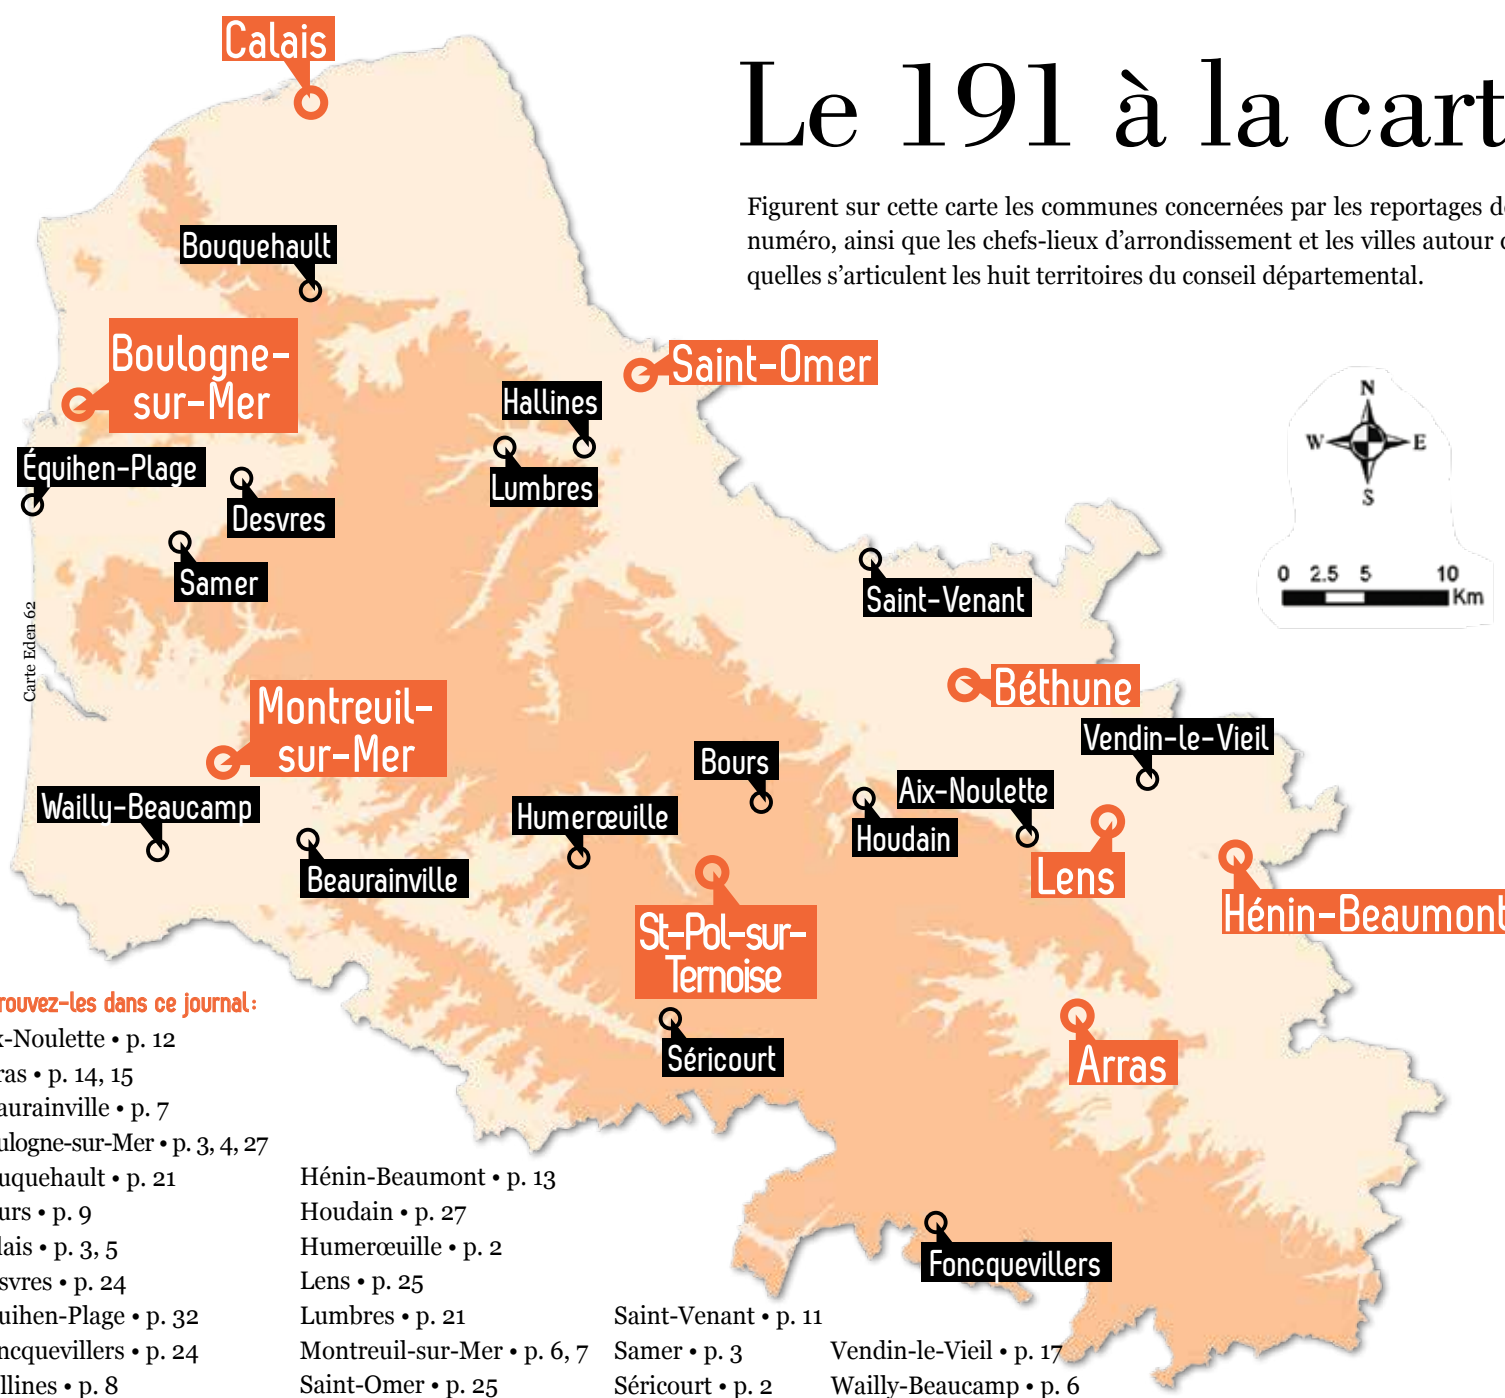 Le 191 à la cart
Figurent sur cette carte les communes concernées par les reportages d
numéro, ainsi que les chefs-lieux d'arrondissement et les villes autour
quelles s'articulent les huit territoires du conseil départemental.
Calais
Bouquehault
Boulogne-
sur-Mer
Saint-Omer
Hallines
Lumbres
Équihen-Plage
Desvres
Samer
N
W E
S
0 2.5 5 10
Km
Saint-Venant
Carte Eden 62
Béthune
Montreuil-
sur-Mer
Vendin-le-Vieil
Bours
Aix-Noulette
Wailly-Beaucamp
Humerœuille
Houdain
Beaurainville
Lens
Hénin-Beaumont
St-Pol-sur-
Ternoise
Séricourt
Arras
Foncquevillers
rouvez-les dans ce journal:
x-Noulette • p. 12
ras • p. 14, 15
aurainville • p. 7
ulogne-sur-Mer • p. 3, 4, 27
uquehault • p. 21
urs • p. 9
lais • p. 3, 5
svres • p. 24
uihen-Plage • p. 32
ncquevillers • p. 24
llines • p. 8
Hénin-Beaumont • p. 13
Houdain • p. 27
Humerœuille • p. 2
Lens • p. 25
Lumbres • p. 21
Montreuil-sur-Mer • p. 6, 7
Saint-Omer • p. 25
Saint-Venant • p. 11
Samer • p. 3
Séricourt • p. 2
Vendin-le-Vieil • p. 17
Wailly-Beaucamp • p. 6